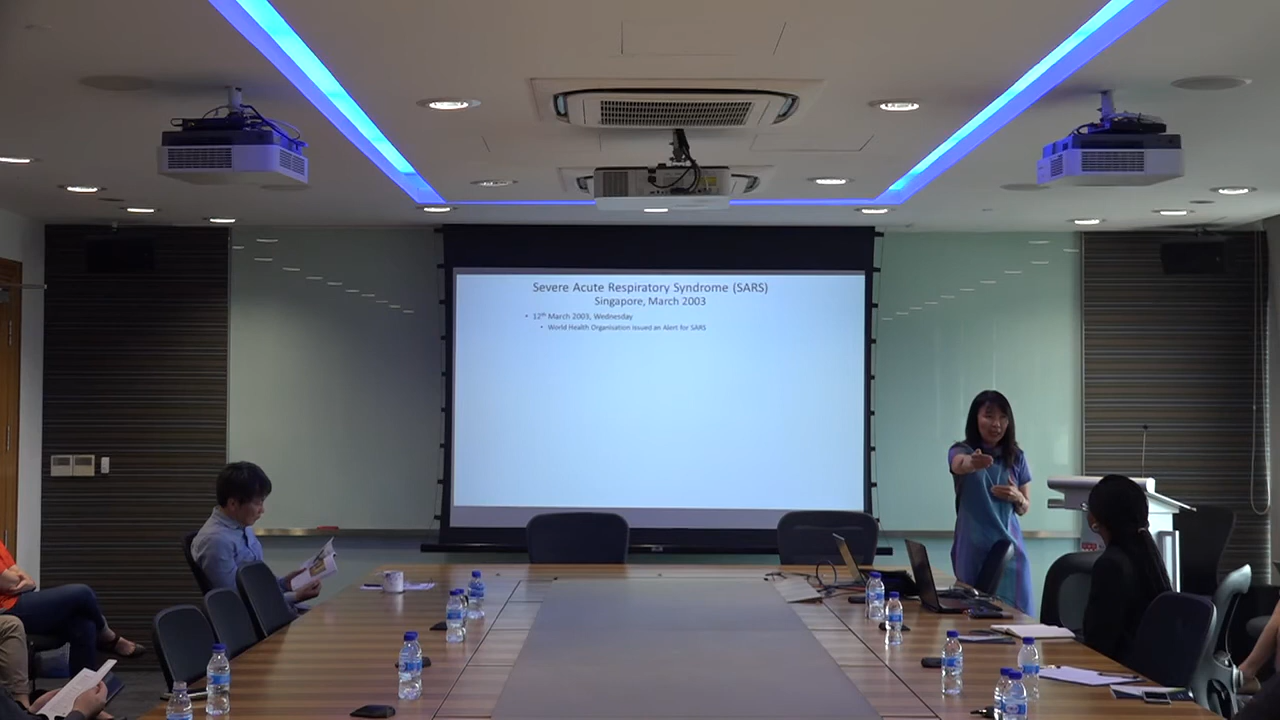 Severe Acute Respiratory Syndrome (SARS)
Singapore, March 2003
• 12th March 2003, Wednesday
• World Health Organisation Issued an Alert for SARS